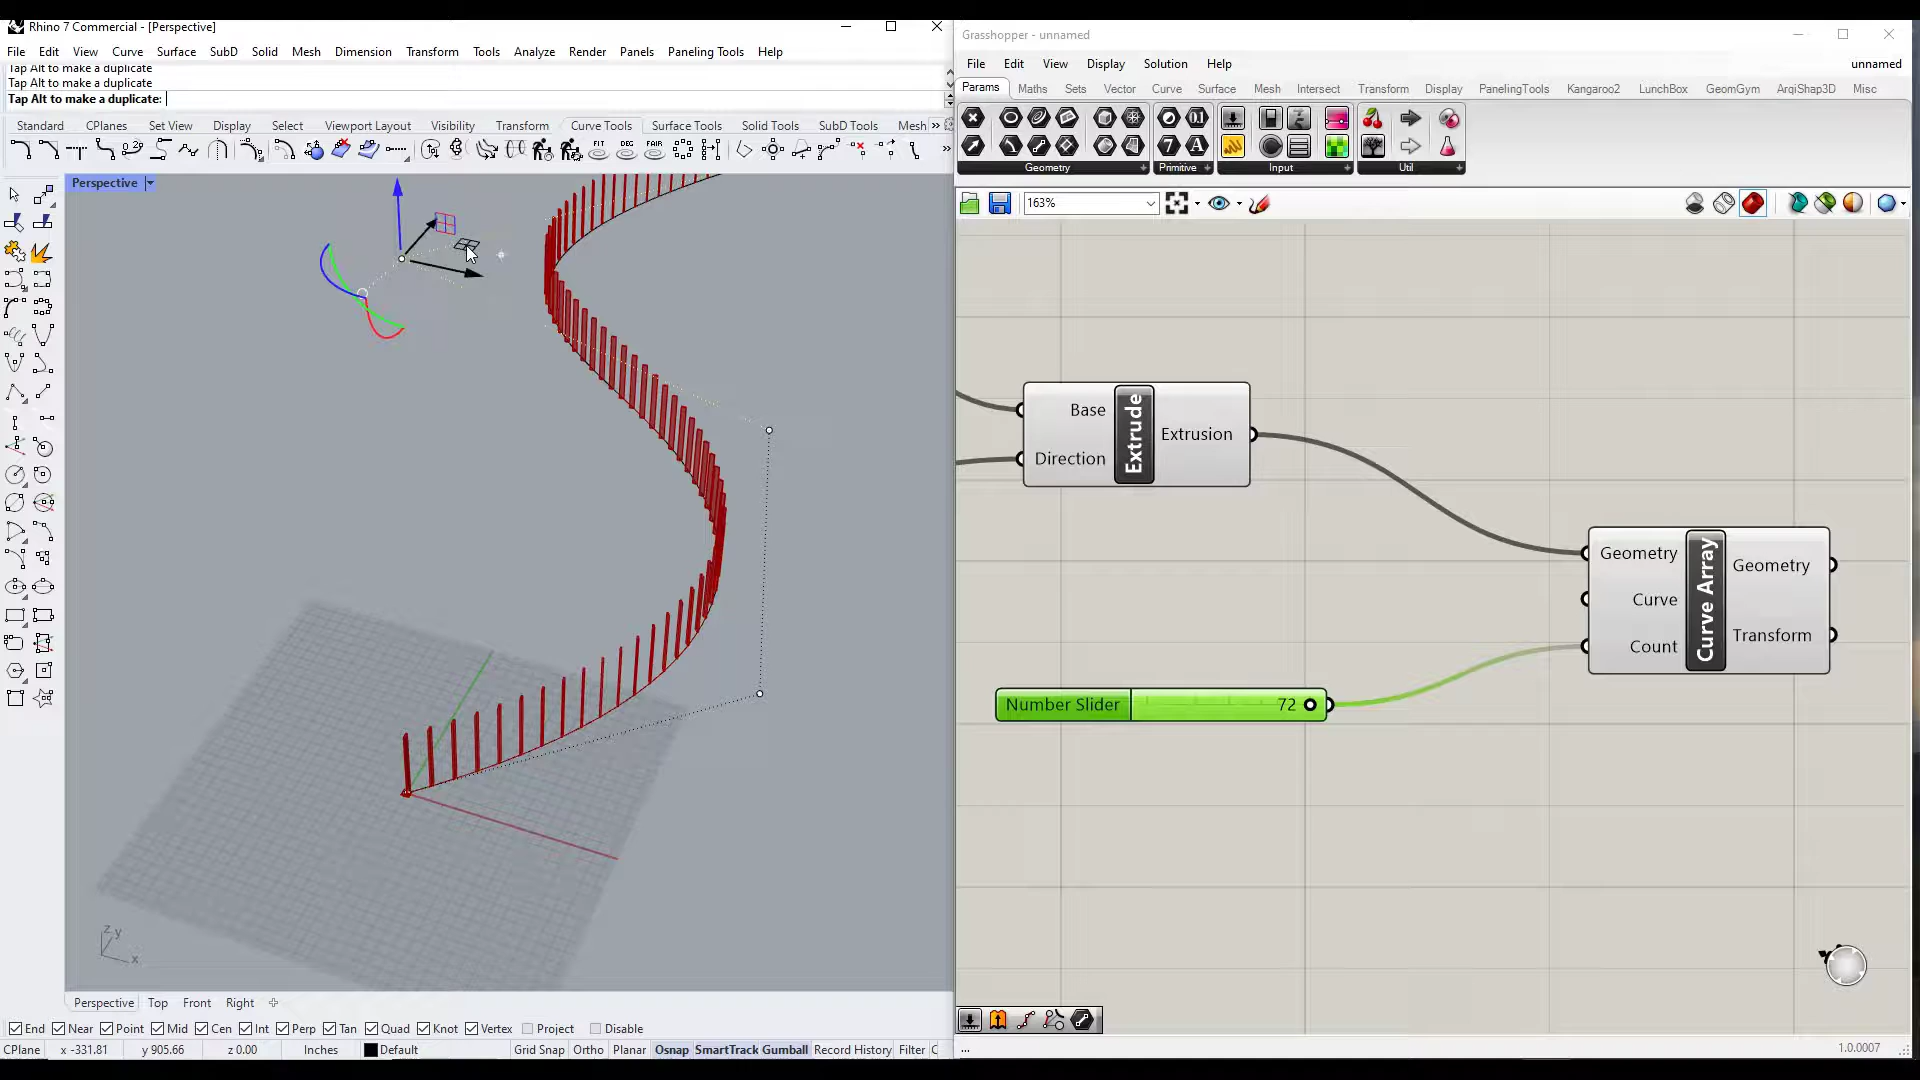 Rhino 7 Commercial - [Perspective]
File Edit View Curve Surface SubD Solid Mesh Dimension Transform Tools Analyze Render Panels Paneling Tools Help
Tap Alt to make a duplicate
Tap Alt to make a duplicate
Tap Alt to make a duplicate:
Standard CPlanes Set View Display Select Viewport Layout Visibility Transform Curve Tools Surface Tools Solid Tools SubD Tools Mesh »
FIT DEG FAIR
Perspective
z y
x
Perspective Top Front Right
End Near Point Mid Cen Int Perp Tan Quad Knot Vertex Project Disable
CPlane x -331.81 y 905.66 z 0.00 Inches Default Grid Snap Ortho Planar Osnap SmartTrack Gumball Record History Filter C
Grasshopper - unnamed
File Edit View Display Solution Help unnamed
Params Maths Sets Vector Curve Surface Mesh Intersect Transform Display PanelingTools Kangaroo2 LunchBox GeomGym ArqiShap3D Misc
Geometry Primitive Input Util
163%
Base
Extrude
Extrusion
Direction
Geometry
Curve Array
Geometry
Curve
Count
Transform
Number Slider 72
... 1.0.0007